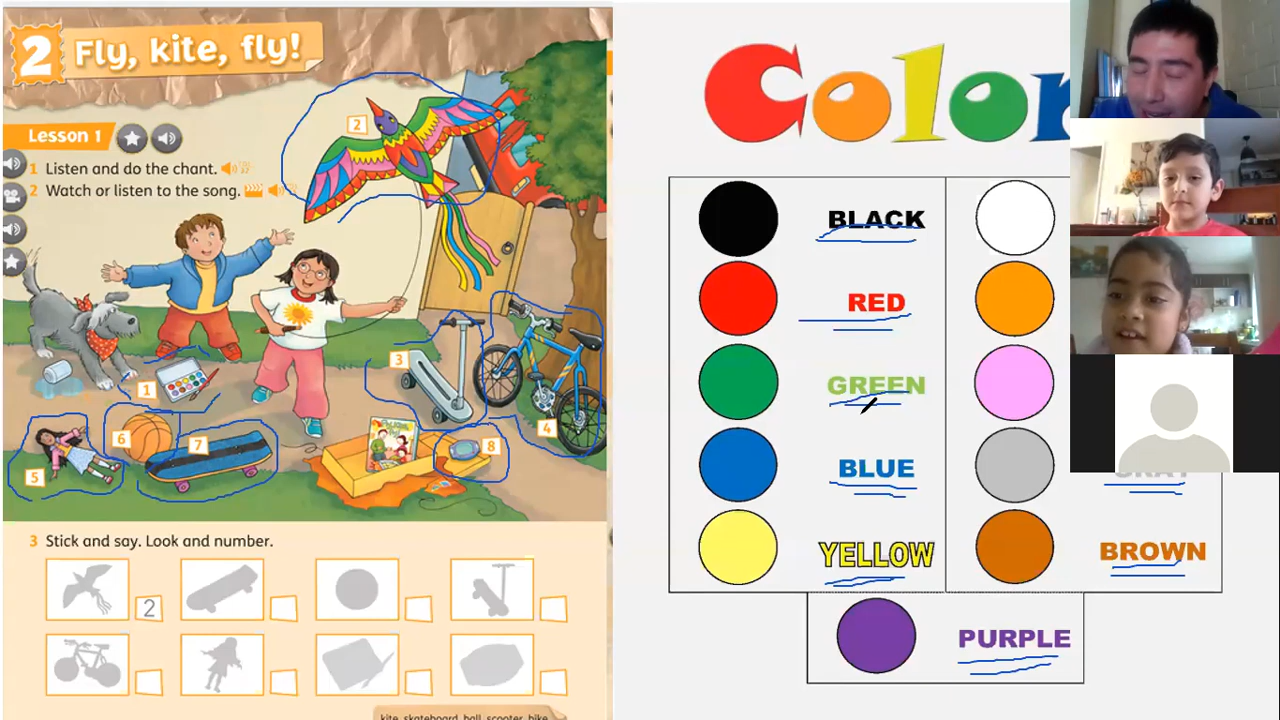 2 Fly, kite, fly!
Lesson 1
1 Listen and do the chant.
2 Watch or listen to the song.
2
3
1
4
6
7
8
5
3 Stick and say. Look and number.
2
kite skateboard ball scooter bike
Color
BLACK
RED
GREEN
BLUE
YELLOW
GRAY
BROWN
PURPLE